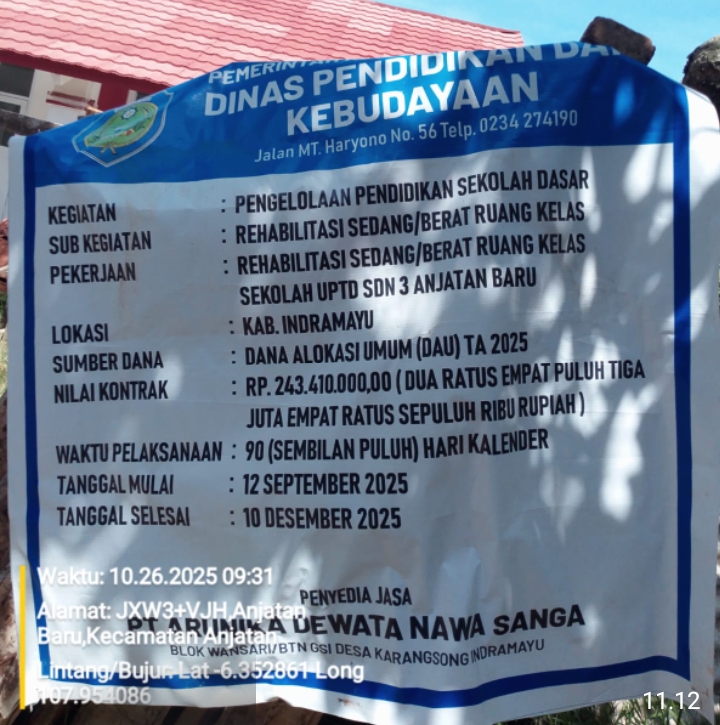 PEMERINTAH
DINAS PENDIDIKAN DAN
KEBUDAYAAN
Jalan MT. Haryono No. 56 Telp. 0234 274190
KEGIATAN : PENGELOLAAN PENDIDIKAN SEKOLAH DASAR
SUB KEGIATAN : REHABILITASI SEDANG/BERAT RUANG KELAS
PEKERJAAN : REHABILITASI SEDANG/BERAT RUANG KELAS
SEKOLAH UPTD SDN 3 ANJATAN BARU
LOKASI : KAB. INDRAMAYU
SUMBER DANA : DANA ALOKASI UMUM (DAU) TA 2025
NILAI KONTRAK : RP. 243.410.000,00 ( DUA RATUS EMPAT PULUH TIGA
JUTA EMPAT RATUS SEPULUH RIBU RUPIAH )
WAKTU PELAKSANAAN : 90 (SEMBILAN PULUH) HARI KALENDER
TANGGAL MULAI : 12 SEPTEMBER 2025
TANGGAL SELESAI : 10 DESEMBER 2025
PENYEDIA JASA
PT ARUNIKA DEWATA NAWA SANGA
BLOK WANSARI/BTN GSI DESA KARANGSONG INDRAMAYU
Waktu: 10.26.2025 09:31
Alamat: JXW3+VJH,Anjatan
Baru,Kecamatan Anjatan
Lintang/Bujur: Lat -6.352861 Long
107.954086
11.12